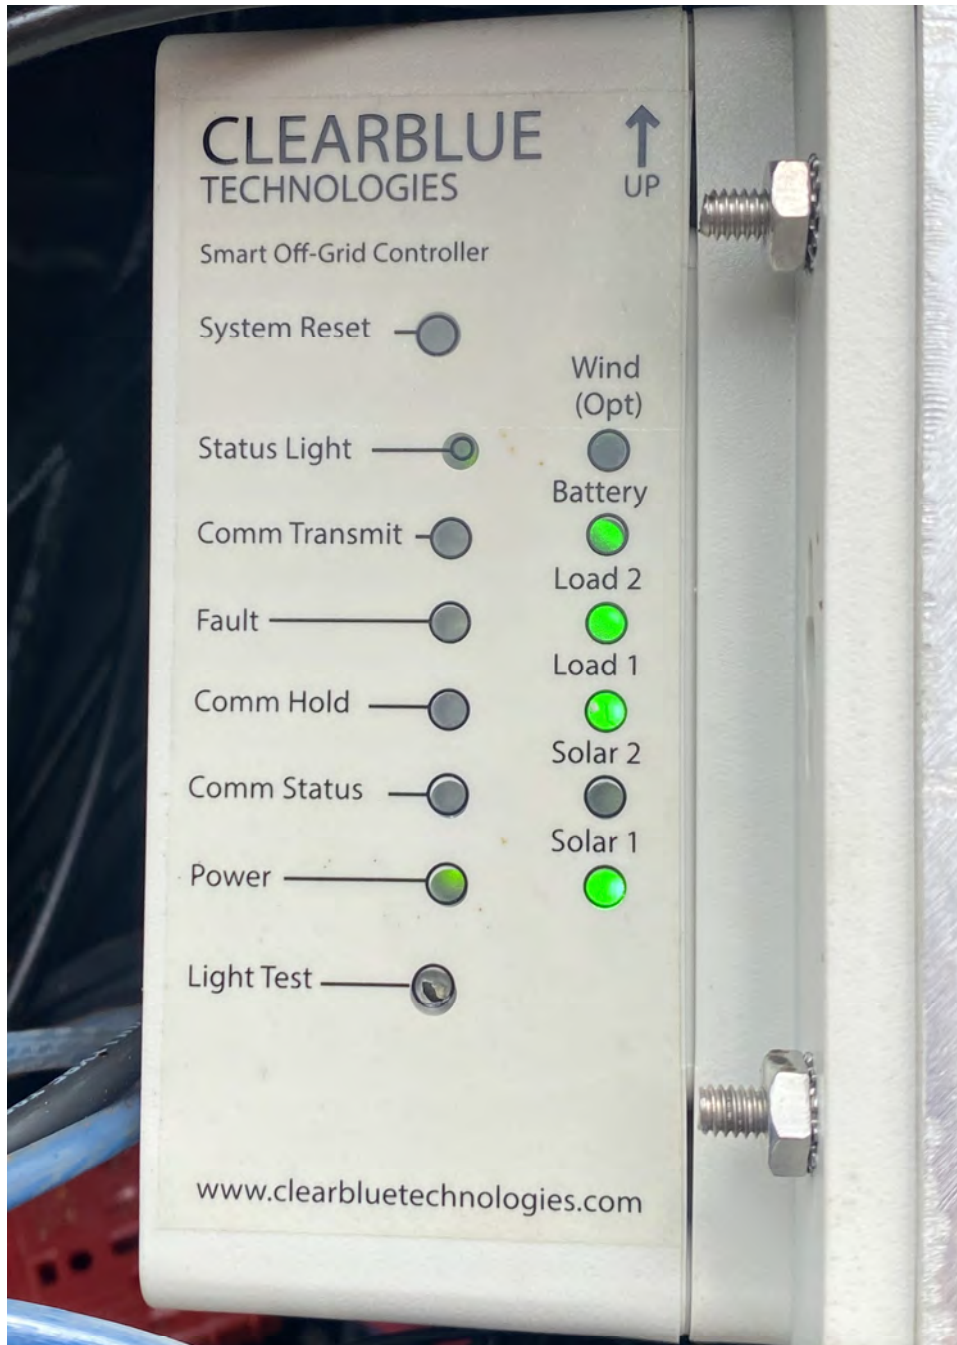 CLEARBLUE
TECHNOLOGIES
UP
Smart Off-Grid Controller
System Reset
Wind
(Opt)
Status Light
Battery
Comm Transmit
Load 2
Fault
Load 1
Comm Hold
Solar 2
Comm Status
Solar 1
Power
Light Test
www.clearbluetechnologies.com